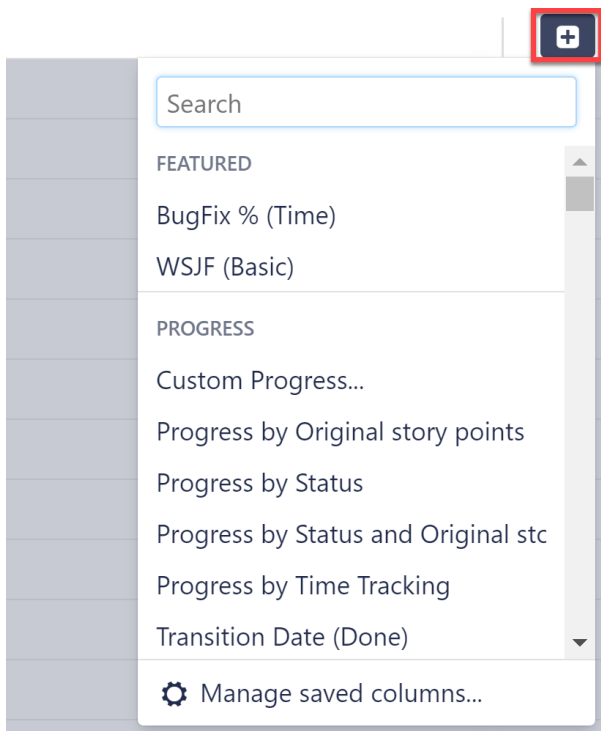 Search
FEATURED
BugFix % (Time)
WSJF (Basic)
PROGRESS
Custom Progress...
Progress by Original story points
Progress by Status
Progress by Status and Original stc
Progress by Time Tracking
Transition Date (Done)
Manage saved columns...